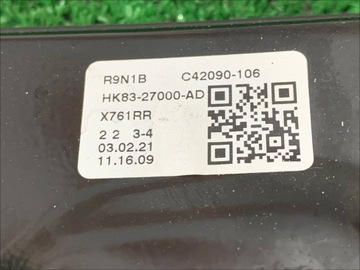 R9N1B C42090-106
HK83-27000-AD
X761RR
2 2 3-4
03.02.21
11.16.09